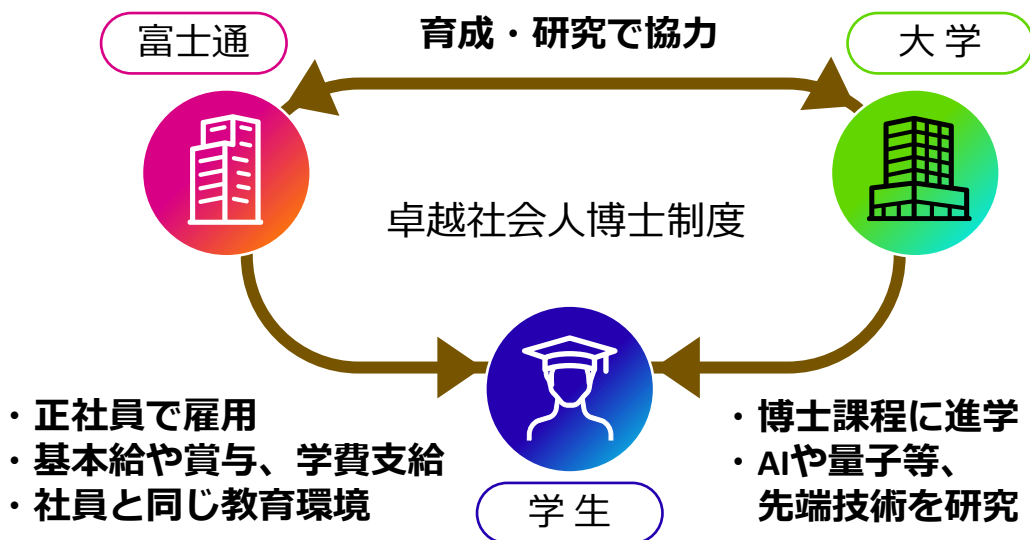 富士通
育成・研究で協力
大学
卓越社会人博士制度
・正社員で雇用
・基本給や賞与、学費支給
・社員と同じ教育環境
学生
・博士課程に進学
・AIや量子等、
先端技術を研究